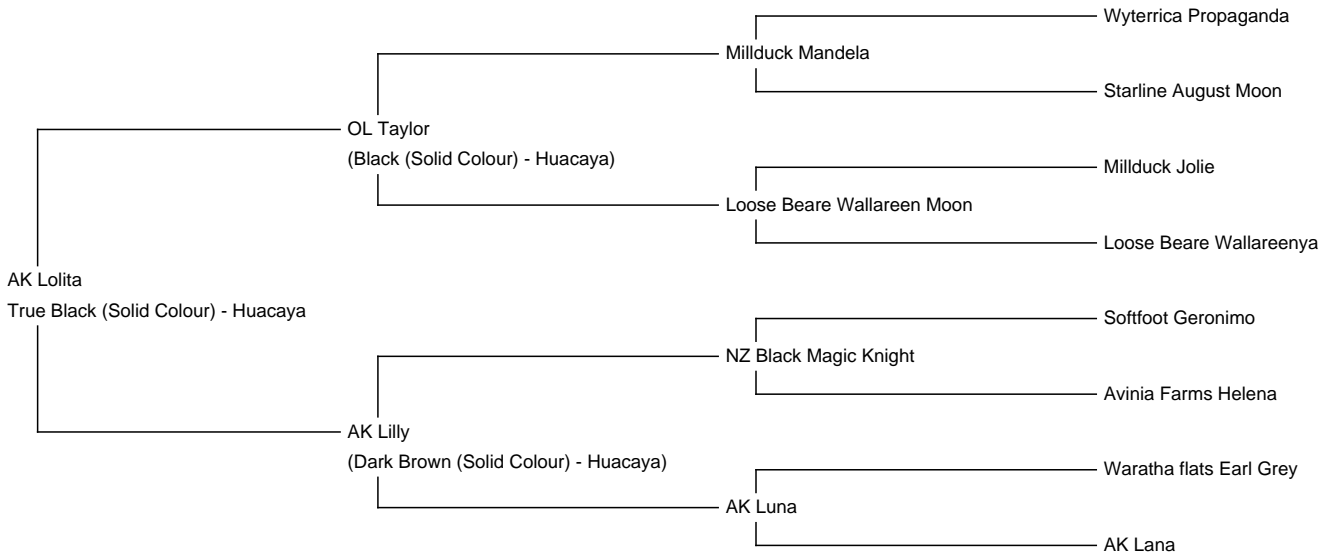 Wyterrica Propaganda
Millduck Mandela
Starline August Moon
OL Taylor
(Black (Solid Colour) - Huacaya)
Millduck Jolie
Loose Beare Wallareen Moon
Loose Beare Wallareenya
AK Lolita
True Black (Solid Colour) - Huacaya
Softfoot Geronimo
NZ Black Magic Knight
Avinia Farms Helena
AK Lilly
(Dark Brown (Solid Colour) - Huacaya)
Waratha flats Earl Grey
AK Luna
AK Lana